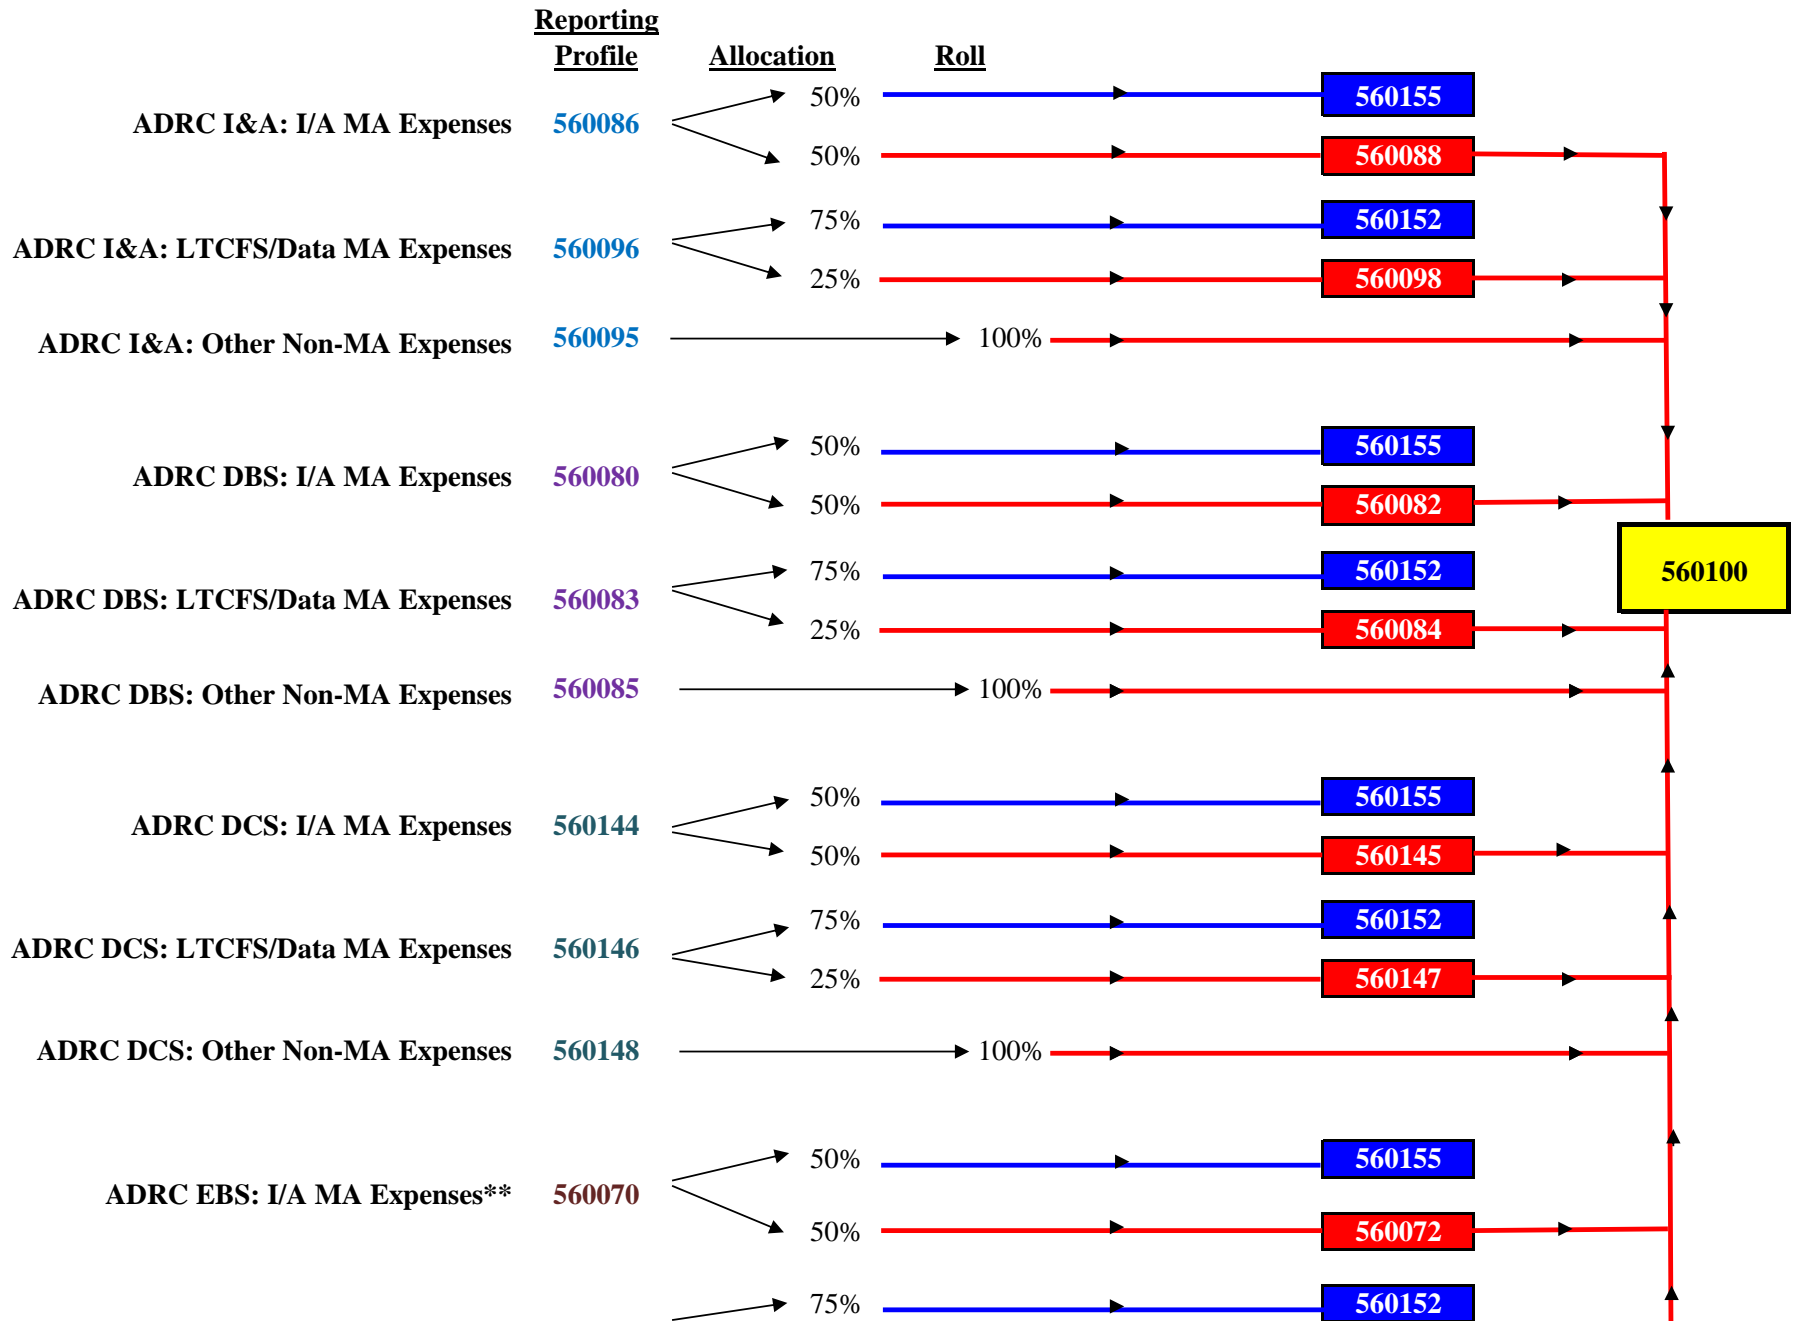 Reporting
Profile Allocation Roll
50% 560155
ADRC I&A: I/A MA Expenses 560086
50% 560088
75% 560152
ADRC I&A: LTCFS/Data MA Expenses 560096
25% 560098
ADRC I&A: Other Non-MA Expenses 560095 100%
50% 560155
ADRC DBS: I/A MA Expenses 560080
50% 560082
560100
75% 560152
ADRC DBS: LTCFS/Data MA Expenses 560083
25% 560084
ADRC DBS: Other Non-MA Expenses 560085 100%
50% 560155
ADRC DCS: I/A MA Expenses 560144
50% 560145
75% 560152
ADRC DCS: LTCFS/Data MA Expenses 560146
25% 560147
ADRC DCS: Other Non-MA Expenses 560148 100%
50% 560155
ADRC EBS: I/A MA Expenses** 560070
50% 560072
75% 560152